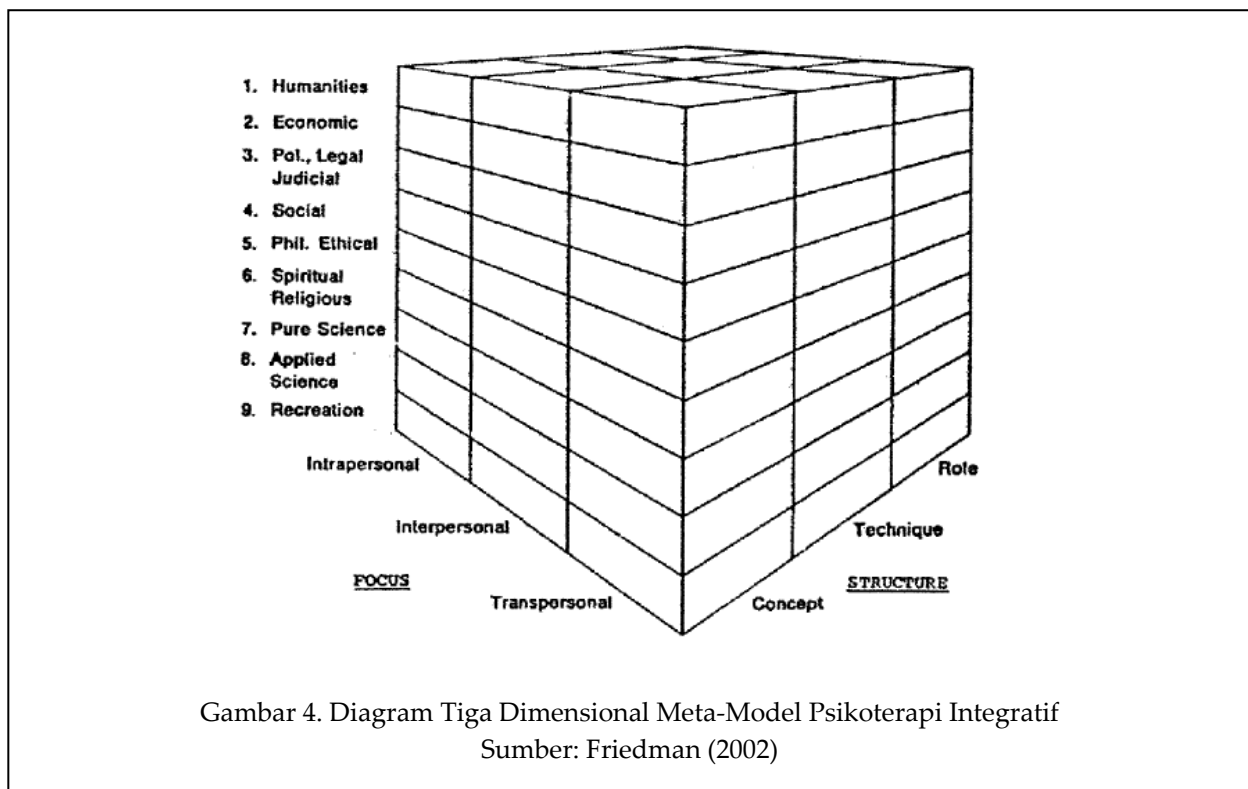 1. Humanities
2. Economic
3. Pol., Legal
Judicial
4. Social
5. Phil. Ethical
6. Spiritual
Religious
7. Pure Science
8. Applied
Science
9. Recreation
Intrapersonal
Interpersonal
Transpersonal
FOCUS
Role
Technique
Concept
STRUCTURE
Gambar 4. Diagram Tiga Dimensional Meta-Model Psikoterapi Integratif
Sumber: Friedman (2002)